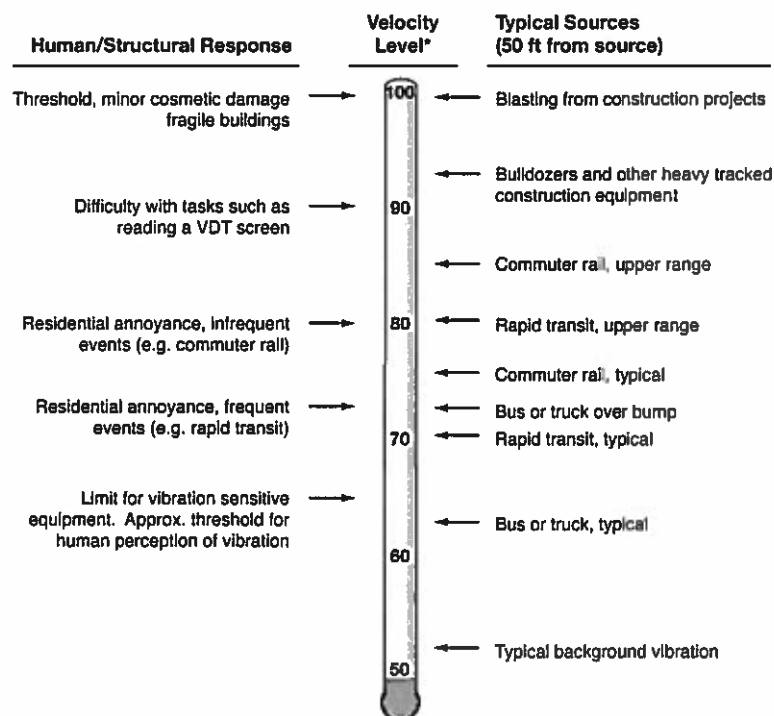 Human/Structural Response
Velocity
Level*
Typical Sources
(50 ft from source)
Threshold, minor cosmetic damage
fragile buildings
100
Blasting from construction projects
Bulldozers and other heavy tracked
construction equipment
Difficulty with tasks such as
reading a VDT screen
90
Commuter rail, upper range
Residential annoyance, infrequent
events (e.g. commuter rail)
80
Rapid transit, upper range
Commuter rail, typical
Residential annoyance, frequent
events (e.g. rapid transit)
Bus or truck over bump
70
Rapid transit, typical
Limit for vibration sensitive
equipment. Approx. threshold for
human perception of vibration
Bus or truck, typical
60
Typical background vibration
50